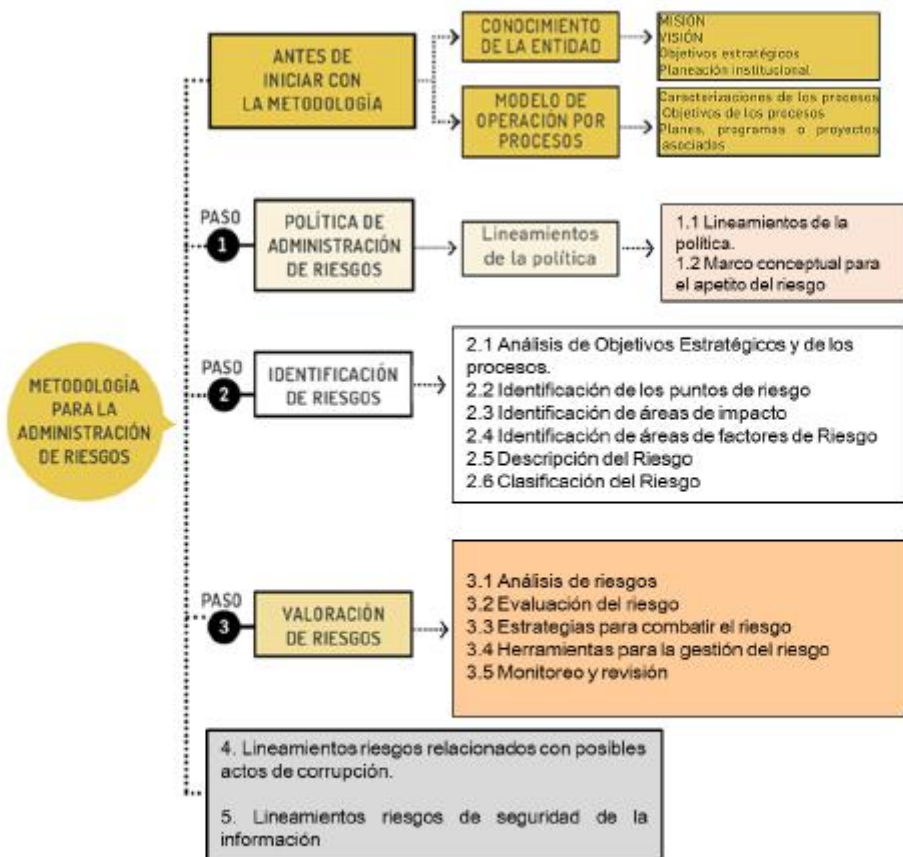 ANTES DE
INICIAR CON
LA METODOLOGÍA
CONOCIMIENTO
DE LA ENTIDAD
MISIÓN
VISIÓN
Objetivos estratégicos
Planeación institucional
MODELO DE
OPERACIÓN POR
PROCESOS
Caracterizaciones de los procesos
Objetivos de los procesos
Planes, programas o proyectos
asociados
PASO
1
POLÍTICA DE
ADMINISTRACIÓN
DE RIESGOS
Lineamientos
de la política
1.1 Lineamientos de la
política.
1.2 Marco conceptual para
el apetito del riesgo
METODOLOGÍA
PARA LA
ADMINISTRACIÓN
DE RIESGOS
PASO
2
IDENTIFICACIÓN
DE RIESGOS
2.1 Análisis de Objetivos Estratégicos y de los
procesos.
2.2 Identificación de los puntos de riesgo
2.3 Identificación de áreas de impacto
2.4 Identificación de áreas de factores de Riesgo
2.5 Descripción del Riesgo
2.6 Clasificación del Riesgo
PASO
3
VALORACIÓN
DE RIESGOS
3.1 Análisis de riesgos
3.2 Evaluación del riesgo
3.3 Estrategias para combatir el riesgo
3.4 Herramientas para la gestión del riesgo
3.5 Monitoreo y revisión
4. Lineamientos riesgos relacionados con posibles
actos de corrupción.
5. Lineamientos riesgos de seguridad de la
información